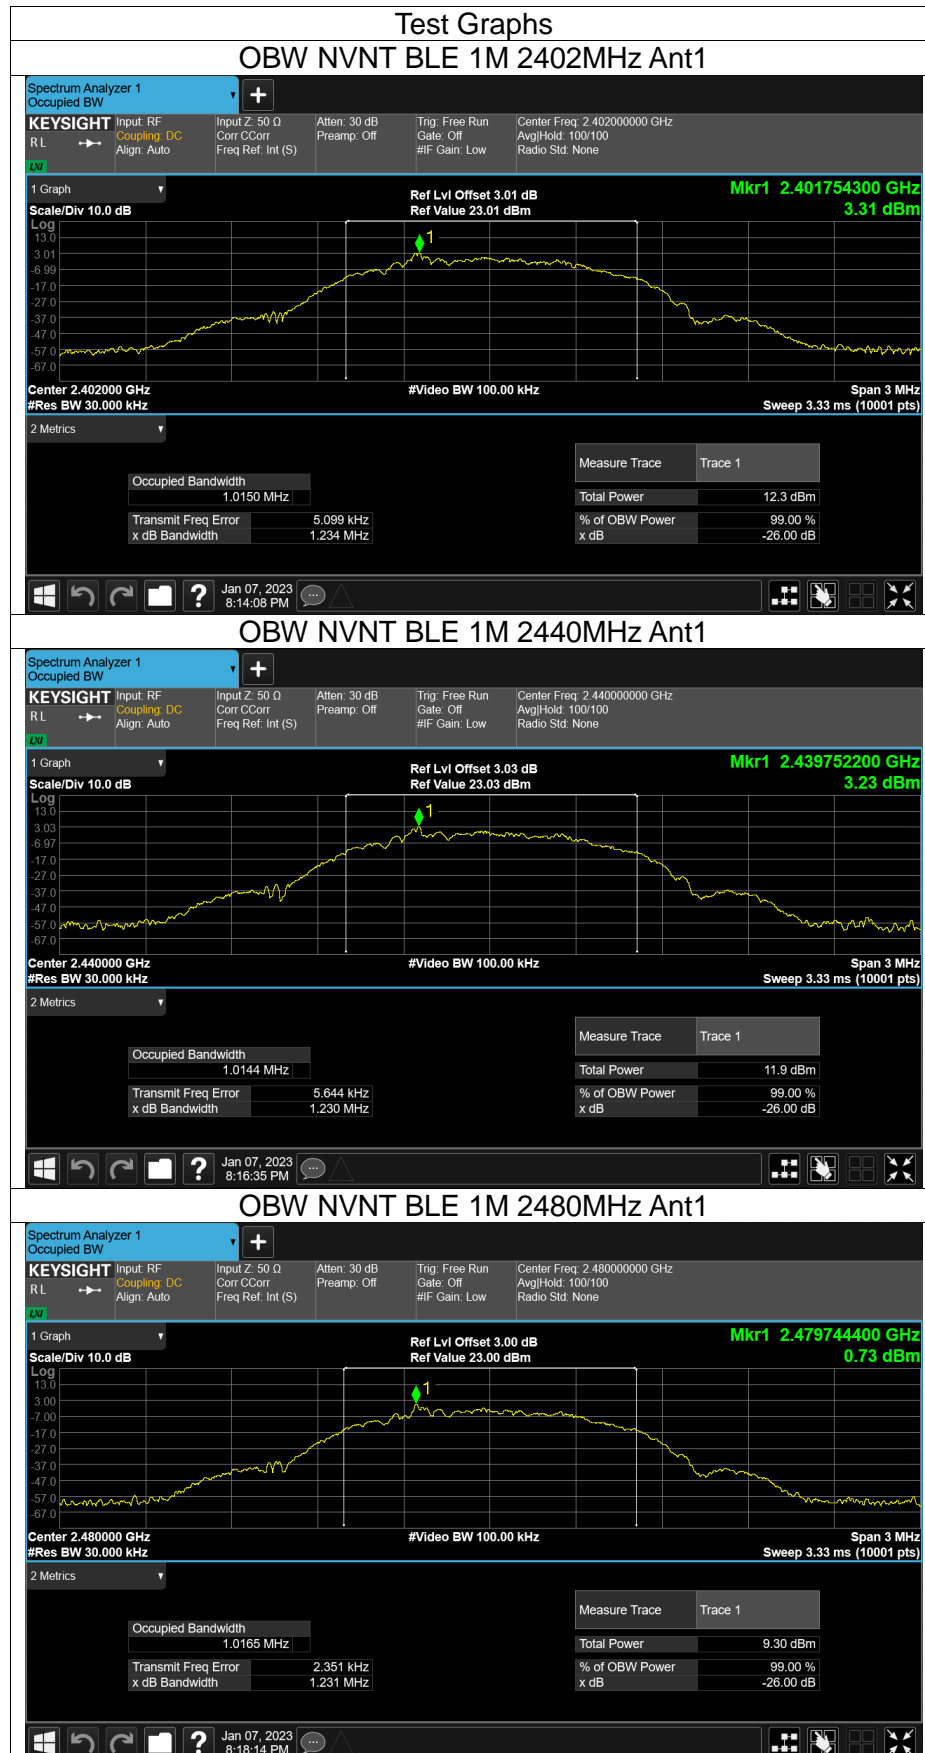 Test Graphs
OBW NVNT BLE 1M 2402MHz Ant1
Spectrum Analyzer 1
Occupied BW
KEYSIGHT
RL
LXI
Input: RF
Coupling: DC
Align: Auto
Input Z: 50 Ω
Corr CCorr
Freq Ref: Int (S)
Atten: 30 dB
Preamp: Off
Trig: Free Run
Gate: Off
#IF Gain: Low
Center Freq: 2.402000000 GHz
Avg|Hold: 100/100
Radio Std: None
1 Graph
Scale/Div 10.0 dB
Ref Lvl Offset 3.01 dB
Ref Value 23.01 dBm
Mkr1 2.401754300 GHz
3.31 dBm
Log
13.0
3.01
-6.99
-17.0
-27.0
-37.0
-47.0
-57.0
-67.0
1
Center 2.402000 GHz
#Res BW 30.000 kHz
#Video BW 100.00 kHz
Span 3 MHz
Sweep 3.33 ms (10001 pts)
2 Metrics
Occupied Bandwidth
1.0150 MHz
Transmit Freq Error 5.099 kHz
x dB Bandwidth 1.234 MHz
Measure Trace Trace 1
Total Power 12.3 dBm
% of OBW Power 99.00 %
x dB -26.00 dB
?
Jan 07, 2023
8:14:08 PM
OBW NVNT BLE 1M 2440MHz Ant1
Spectrum Analyzer 1
Occupied BW
KEYSIGHT
RL
LXI
Input: RF
Coupling: DC
Align: Auto
Input Z: 50 Ω
Corr CCorr
Freq Ref: Int (S)
Atten: 30 dB
Preamp: Off
Trig: Free Run
Gate: Off
#IF Gain: Low
Center Freq: 2.440000000 GHz
Avg|Hold: 100/100
Radio Std: None
1 Graph
Scale/Div 10.0 dB
Ref Lvl Offset 3.03 dB
Ref Value 23.03 dBm
Mkr1 2.439752200 GHz
3.23 dBm
Log
13.0
3.03
-6.97
-17.0
-27.0
-37.0
-47.0
-57.0
-67.0
1
Center 2.440000 GHz
#Res BW 30.000 kHz
#Video BW 100.00 kHz
Span 3 MHz
Sweep 3.33 ms (10001 pts)
2 Metrics
Occupied Bandwidth
1.0144 MHz
Transmit Freq Error 5.644 kHz
x dB Bandwidth 1.230 MHz
Measure Trace Trace 1
Total Power 11.9 dBm
% of OBW Power 99.00 %
x dB -26.00 dB
?
Jan 07, 2023
8:16:35 PM
OBW NVNT BLE 1M 2480MHz Ant1
Spectrum Analyzer 1
Occupied BW
KEYSIGHT
RL
LXI
Input: RF
Coupling: DC
Align: Auto
Input Z: 50 Ω
Corr CCorr
Freq Ref: Int (S)
Atten: 30 dB
Preamp: Off
Trig: Free Run
Gate: Off
#IF Gain: Low
Center Freq: 2.480000000 GHz
Avg|Hold: 100/100
Radio Std: None
1 Graph
Scale/Div 10.0 dB
Ref Lvl Offset 3.00 dB
Ref Value 23.00 dBm
Mkr1 2.479744400 GHz
0.73 dBm
Log
13.0
3.00
-7.00
-17.0
-27.0
-37.0
-47.0
-57.0
-67.0
1
Center 2.480000 GHz
#Res BW 30.000 kHz
#Video BW 100.00 kHz
Span 3 MHz
Sweep 3.33 ms (10001 pts)
2 Metrics
Occupied Bandwidth
1.0165 MHz
Transmit Freq Error 2.351 kHz
x dB Bandwidth 1.231 MHz
Measure Trace Trace 1
Total Power 9.30 dBm
% of OBW Power 99.00 %
x dB -26.00 dB
?
Jan 07, 2023
8:18:14 PM